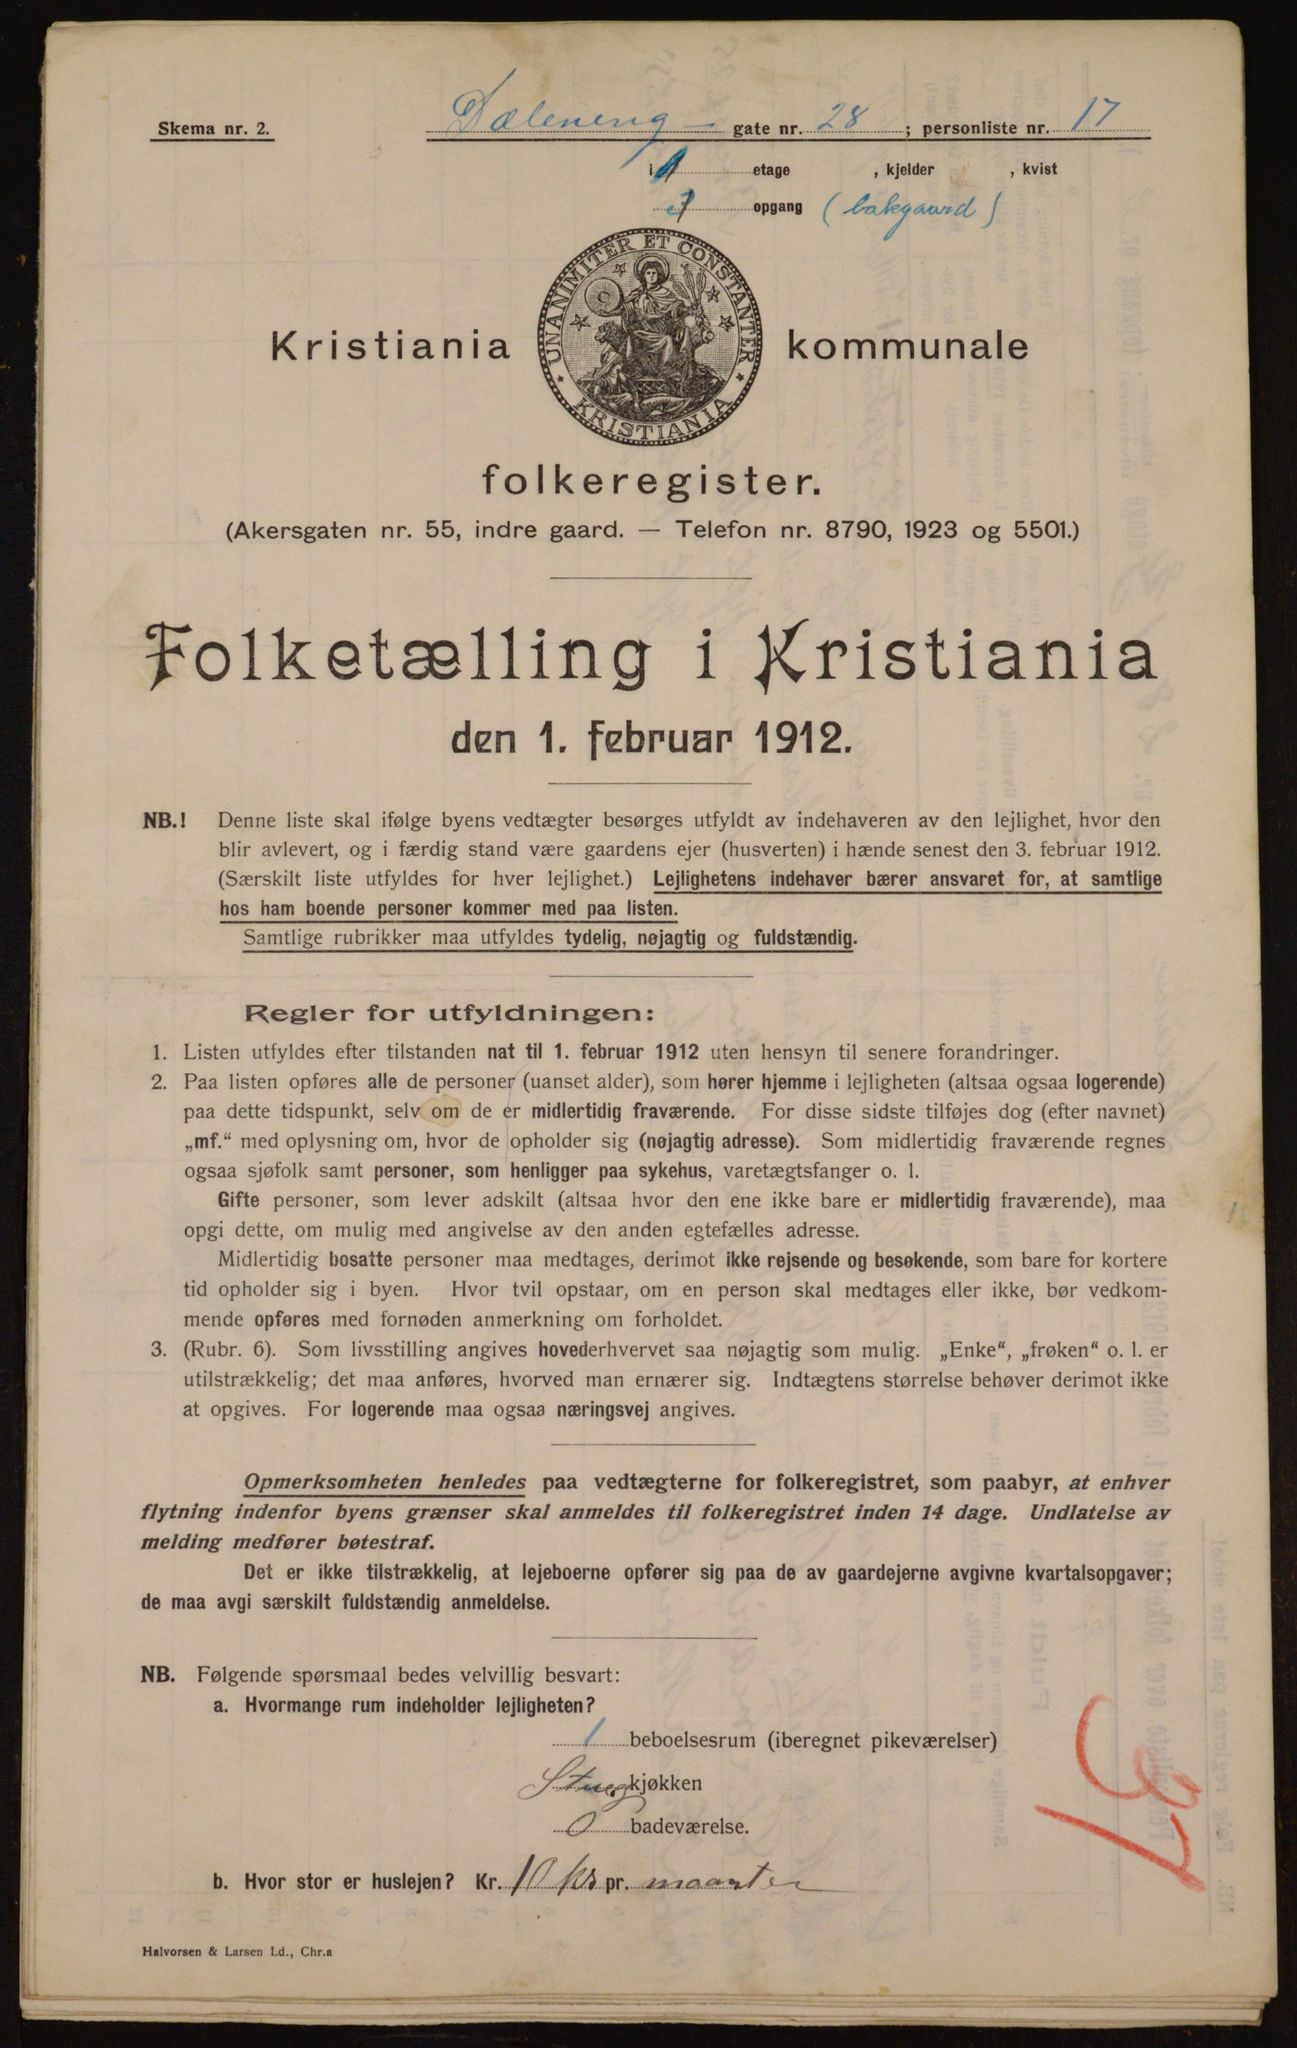 Skema nr. 2.
Dæleneng gate nr. 28 ; personliste nr. 17
i 1 etage , kjelder , kvist
opgang (bakgaard)
UNANIMITER ET CONSTANTER
KRISTIANIA
Kristiania kommunale
folkeregister.
(Akersgaten nr. 55, indre gaard. — Telefon nr. 8790, 1923 og 5501.)
Folketælling i Kristiania
den 1. februar 1912.
NB.! Denne liste skal ifølge byens vedtægter besørges utfyldt av indehaveren av den lejlighet, hvor den
blir avlevert, og i færdig stand være gaardens ejer (husverten) i hænde senest den 3. februar 1912.
(Særskilt liste utfyldes for hver lejlighet.) Lejlighetens indehaver bærer ansvaret for, at samtlige
hos ham boende personer kommer med paa listen.
Samtlige rubrikker maa utfyldes tydelig, nøjagtig og fuldstændig.
Regler for utfyldningen:
1. Listen utfyldes efter tilstanden nat til 1. februar 1912 uten hensyn til senere forandringer.
2. Paa listen opføres alle de personer (uanset alder), som hører hjemme i lejligheten (altsaa ogsaa logerende)
paa dette tidspunkt, selv om de er midlertidig fraværende. For disse sidste tilføjes dog (efter navnet)
„mf.“ med oplysning om, hvor de opholder sig (nøjagtig adresse). Som midlertidig fraværende regnes
ogsaa sjøfolk samt personer, som henligger paa sykehus, varetægtsfanger o. l.
Gifte personer, som lever adskilt (altsaa hvor den ene ikke bare er midlertidig fraværende), maa
opgi dette, om mulig med angivelse av den anden egtefælles adresse.
Midlertidig bosatte personer maa medtages, derimot ikke rejsende og besøkende, som bare for kortere
tid opholder sig i byen. Hvor tvil opstaar, om en person skal medtages eller ikke, bør vedkom-
mende opføres med fornøden anmerkning om forholdet.
3. (Rubr. 6). Som livsstilling angives hovederhvervet saa nøjagtig som mulig. „Enke“, „frøken“ o. l. er
utilstrækkelig; det maa anføres, hvorved man ernærer sig. Indtægtens størrelse behøver derimot ikke
at opgives. For logerende maa ogsaa næringsvej angives.
Opmerksomheten henledes paa vedtægterne for folkeregistret, som paabyr, at enhver
flytning indenfor byens grænser skal anmeldes til folkeregistret inden 14 dage. Undlatelse av
melding medfører bøtestraf.
Det er ikke tilstrækkelig, at lejeboerne opfører sig paa de av gaardejerne avgivne kvartalsopgaver;
de maa avgi særskilt fuldstændig anmeldelse.
NB. Følgende spørsmaal bedes velvillig besvart:
a. Hvormange rum indeholder lejligheten?
1 beboelsesrum (iberegnet pikeværelser)
kjøkken
0 badeværelse.
b. Hvor stor er huslejen? Kr. 10 kr pr.
Halvorsen & Larsen Ld., Chr.a